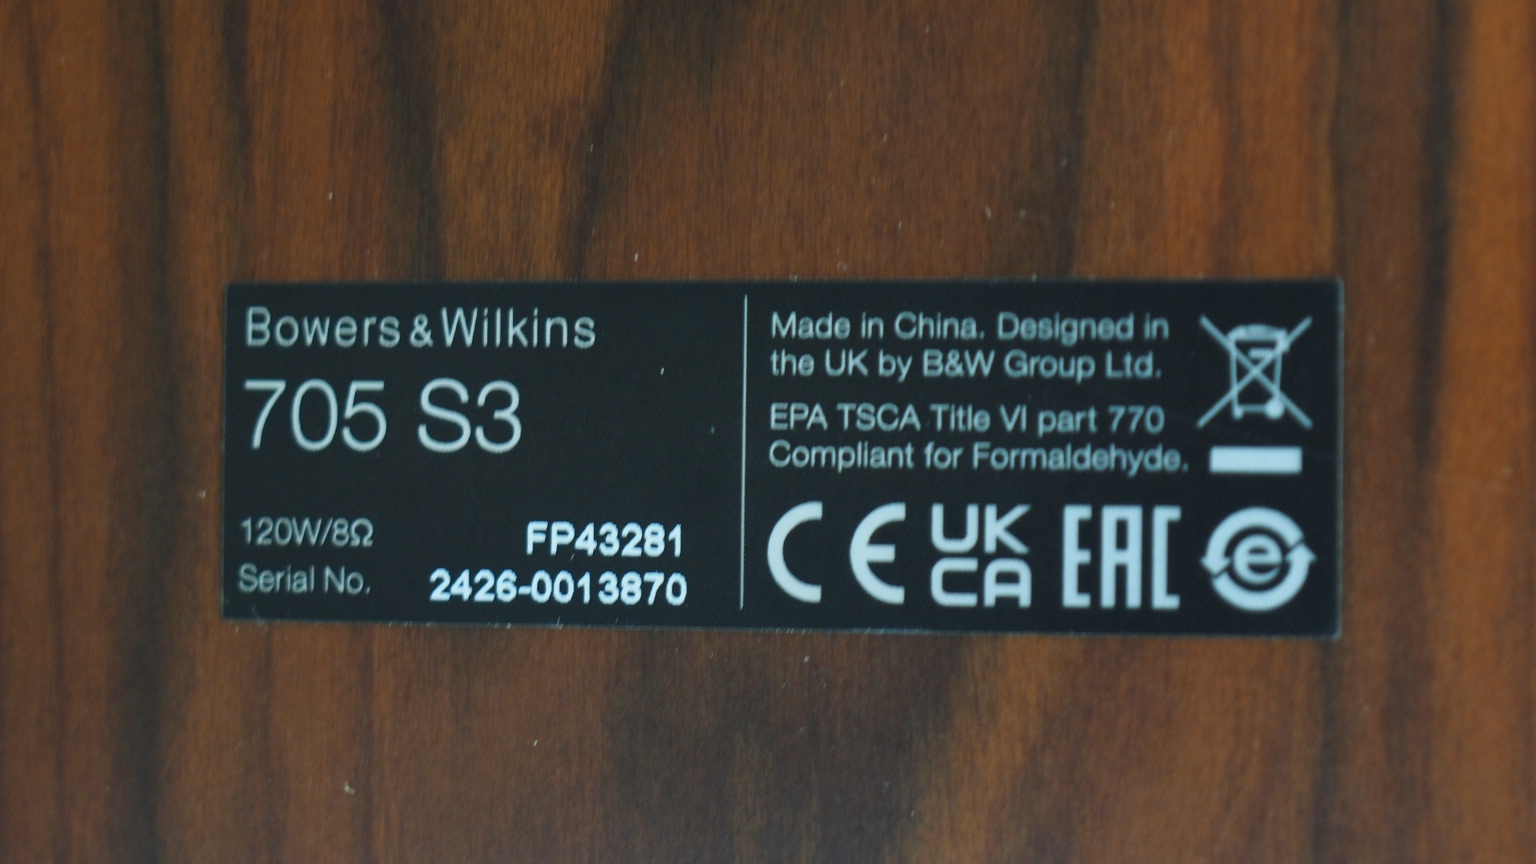 Bowers & Wilkins
705 S3
120W/8Ω
FP43281
Serial No.
2426-0013870
Made in China. Designed in
the UK by B&W Group Ltd.
EPA TSCA Title VI part 770
Compliant for Formaldehyde.
CE UK
CA EAC e